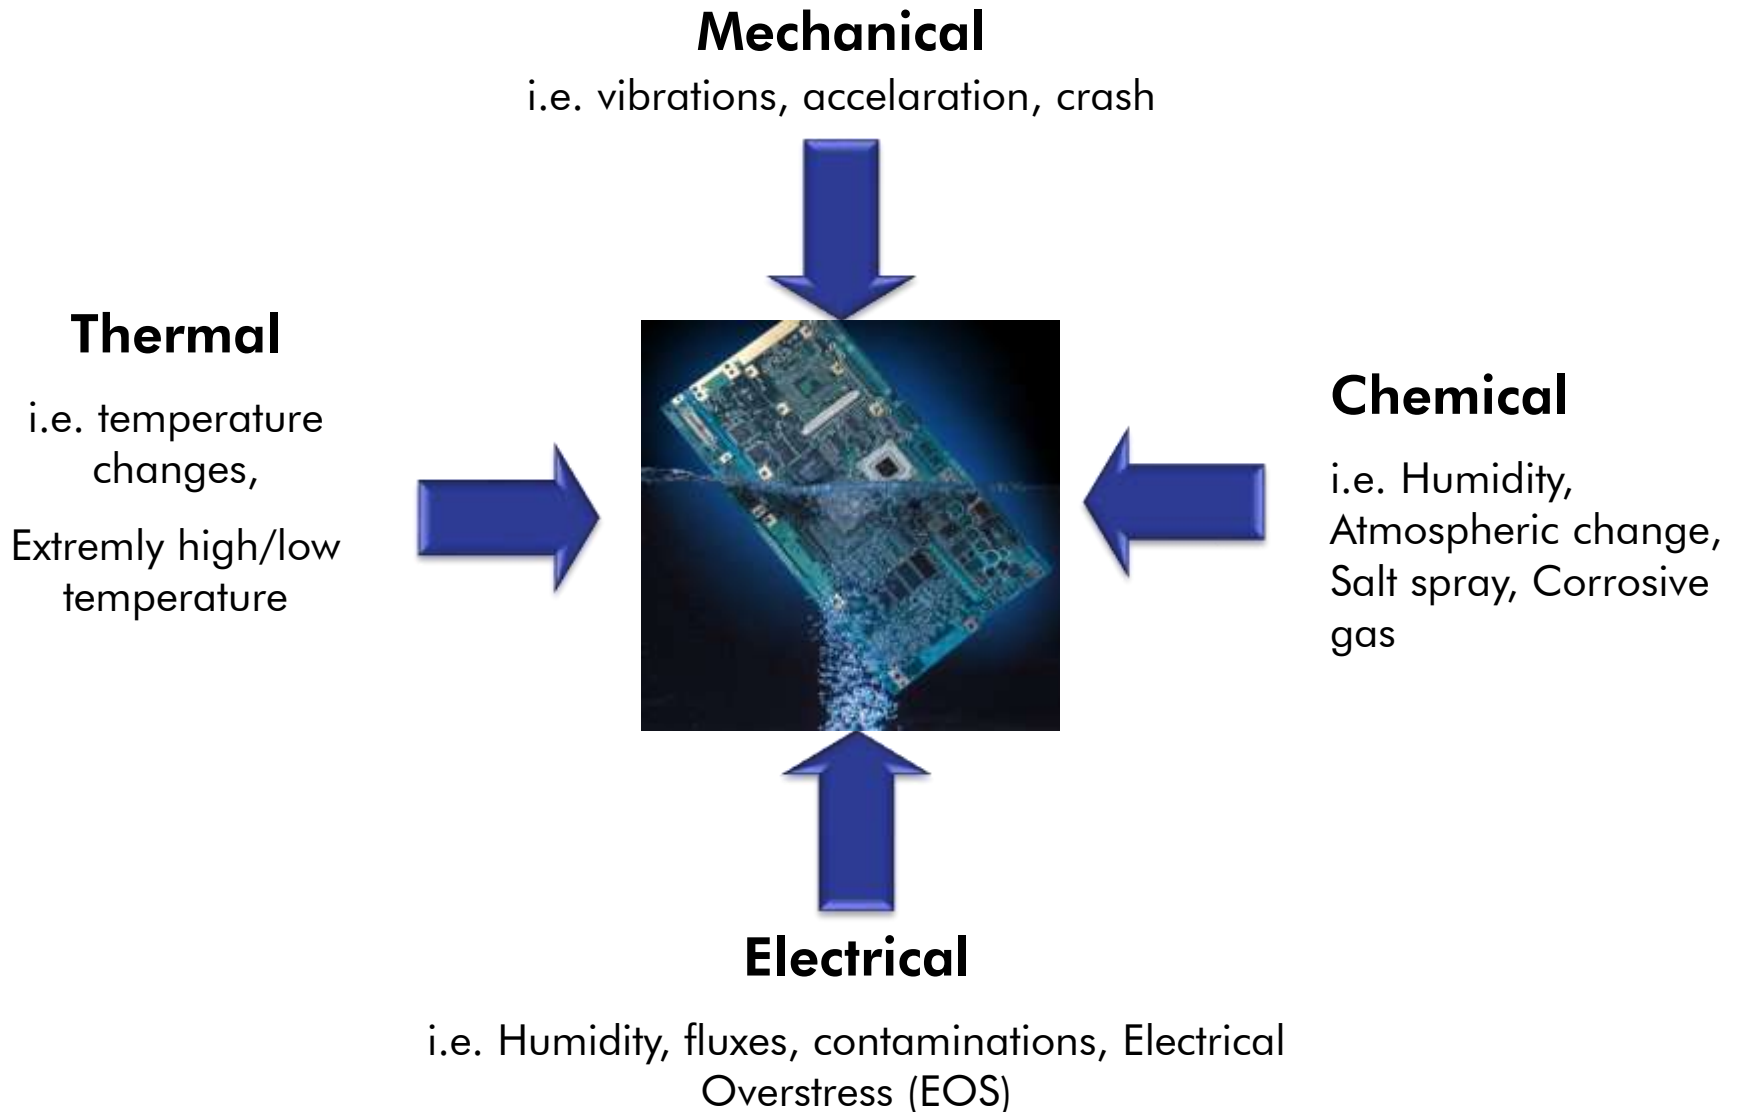 Mechanical
i.e. vibrations, accelaration, crash
Thermal
i.e. temperature
changes,
Extremly high/low
temperature
Chemical
i.e. Humidity,
Atmospheric change,
Salt spray, Corrosive
gas
Electrical
i.e. Humidity, fluxes, contaminations, Electrical
Overstress (EOS)